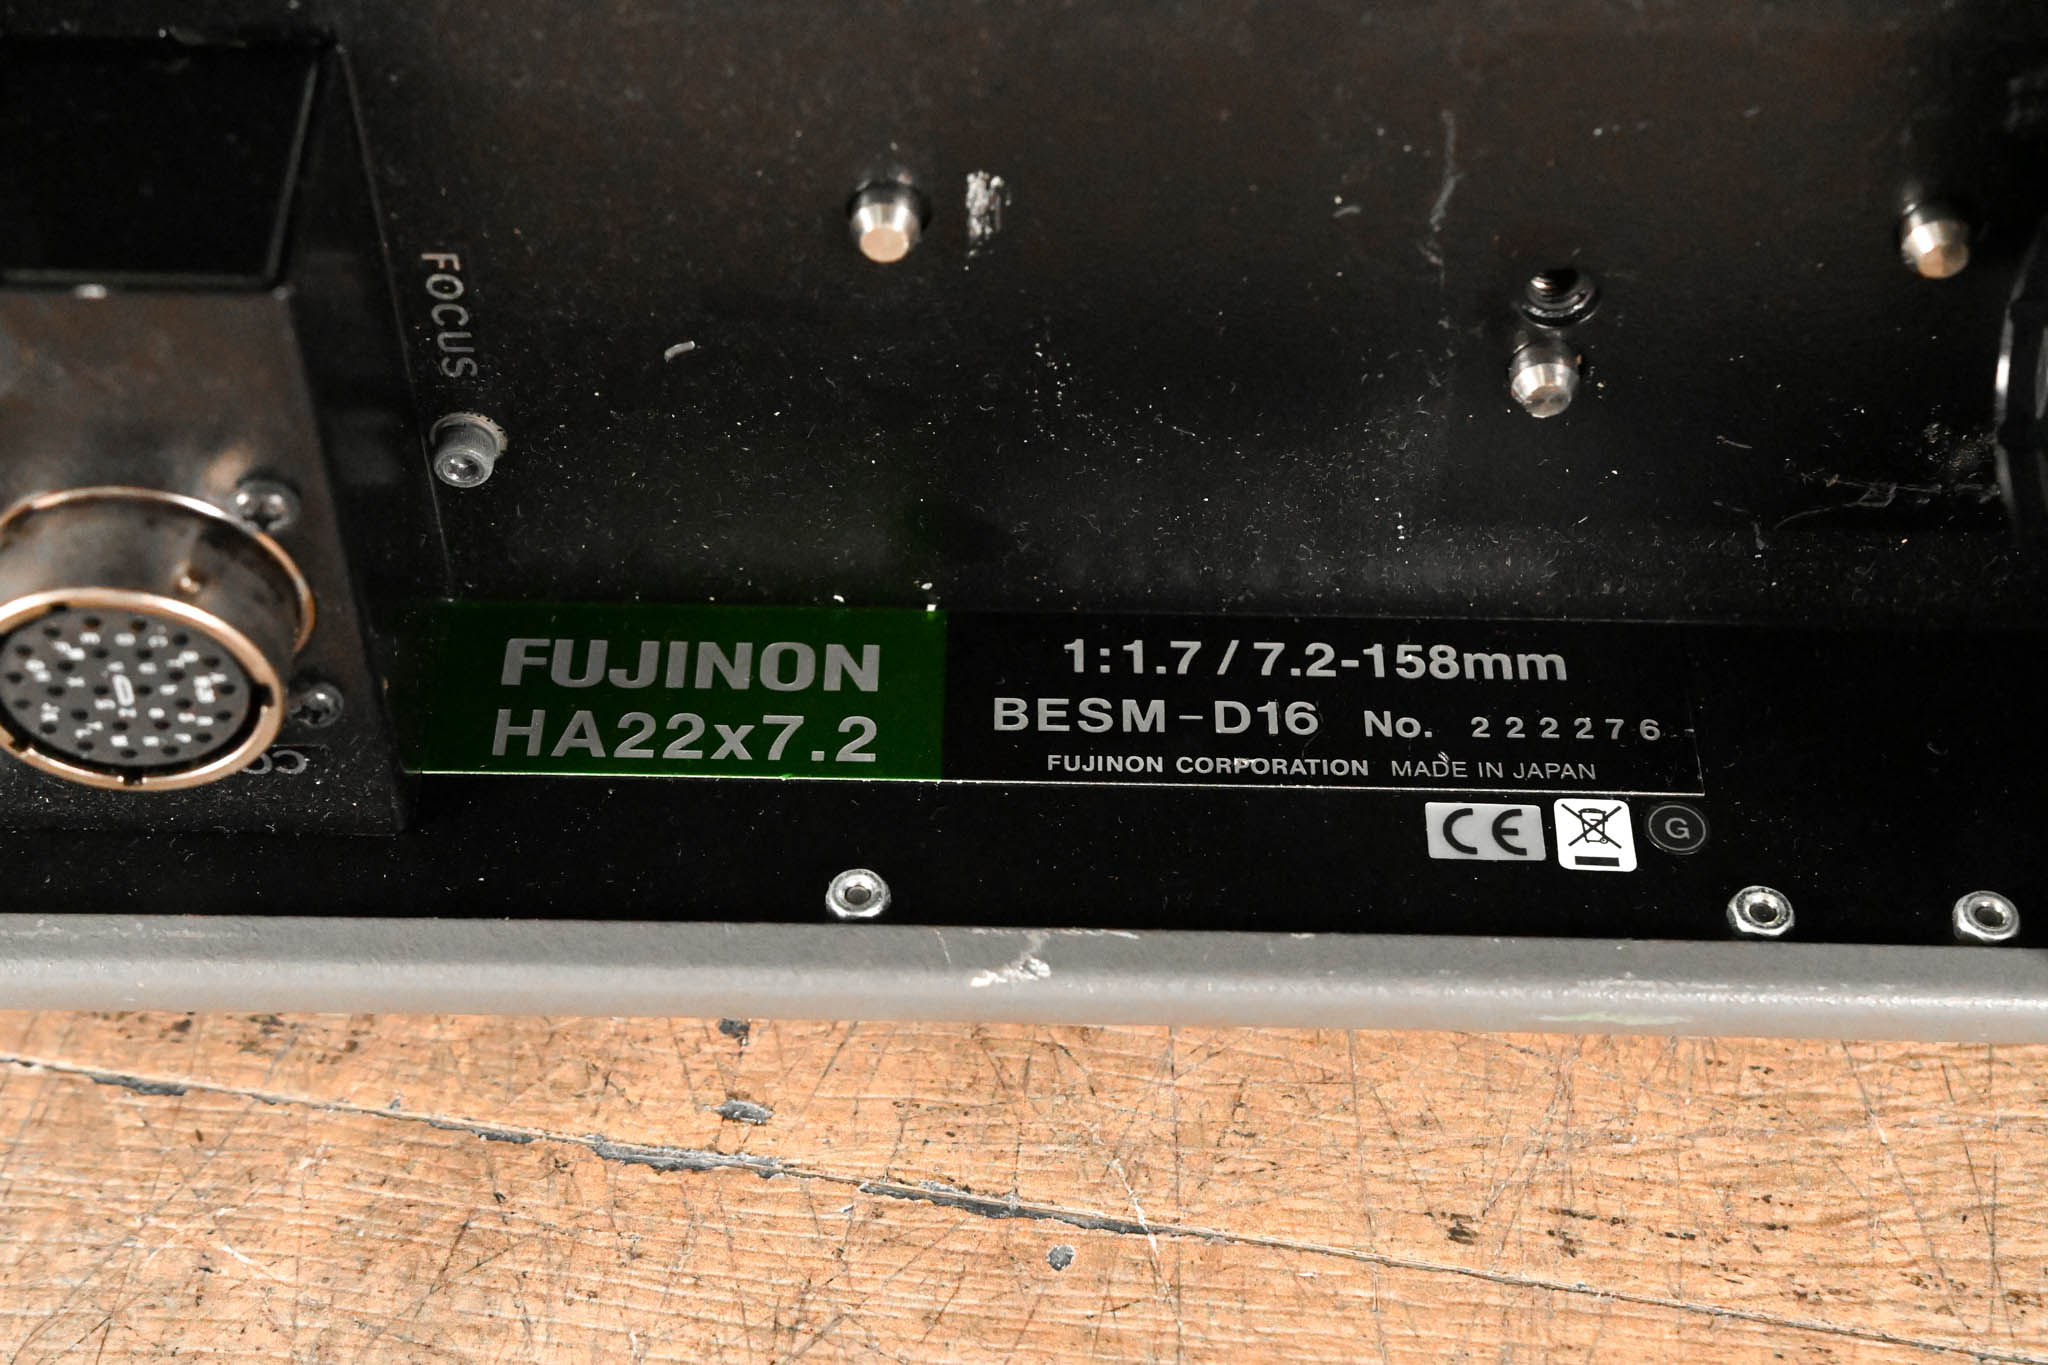 FOCUS
FUJINON
HA22x7.2
1:1.7 / 7.2-158mm
BESM-D16 No. 222276
FUJINON CORPORATION MADE IN JAPAN
CE
G